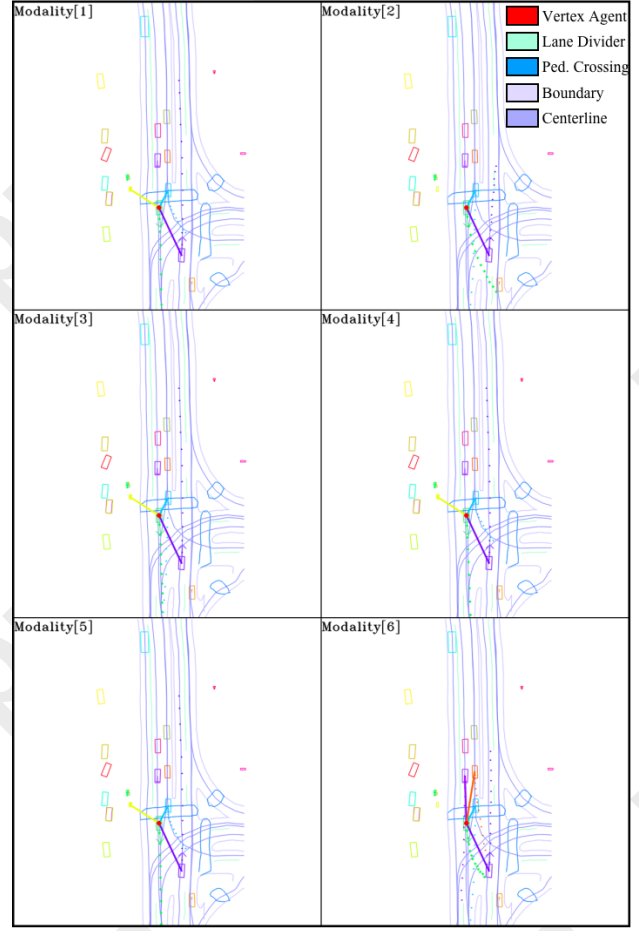 Modality[1]
Modality[2]
Vertex Agent
Lane Divider
Ped. Crossing
Boundary
Centerline
Modality[3]
Modality[4]
Modality[5]
Modality[6]